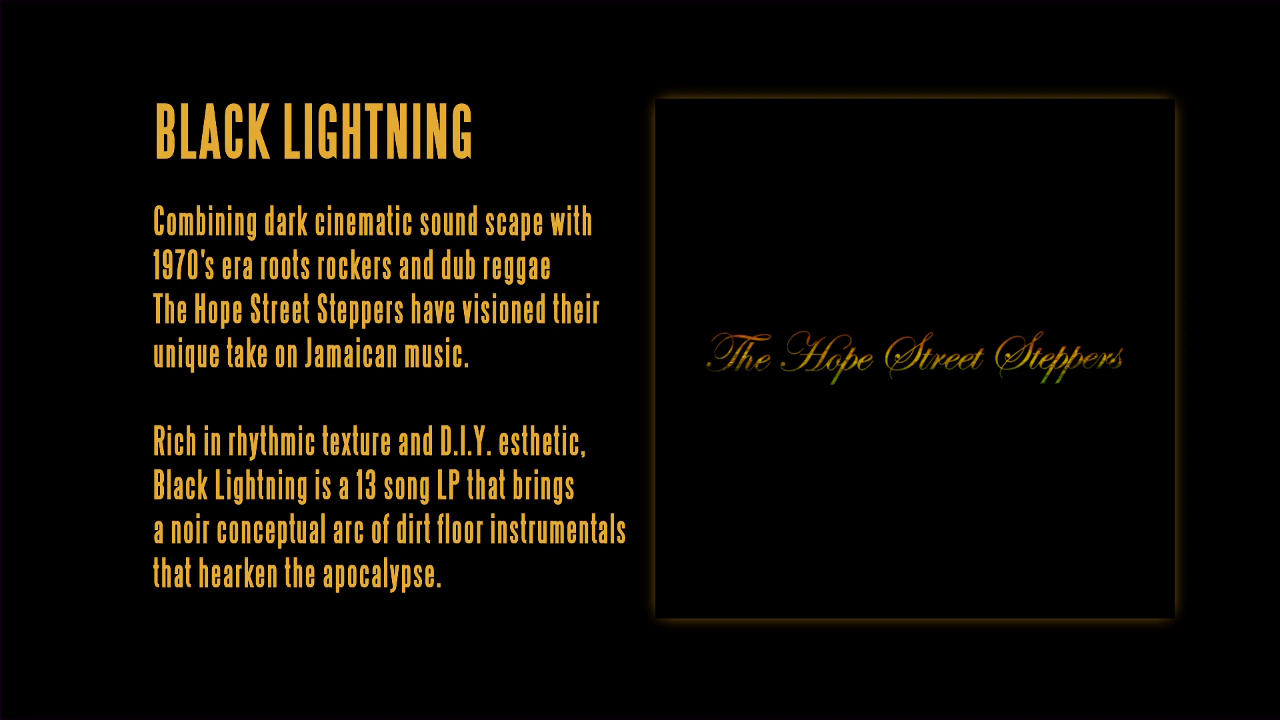 BLACK LIGHTNING
Combining dark cinematic sound scape with
1970's era roots rockers and dub reggae
The Hope Street Steppers have visioned their
unique take on Jamaican music.
Rich in rhythmic texture and D.I.Y. esthetic,
Black Lightning is a 13 song LP that brings
a noir conceptual arc of dirt floor instrumentals
that hearken the apocalypse.
The Hope Street Steppers